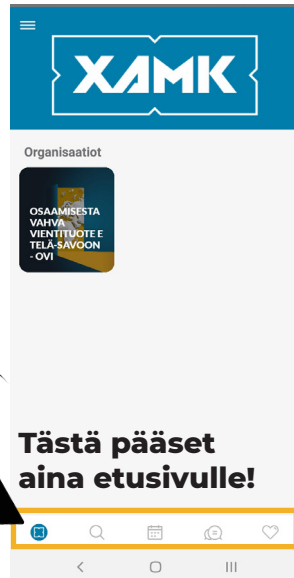 XAMK
Organisaatiot
OSAAMISESTA
VAHVA
VIENTITUOTE E
TELÄ-SAVOON
- OVI
Tästä pääset
aina etusivulle!